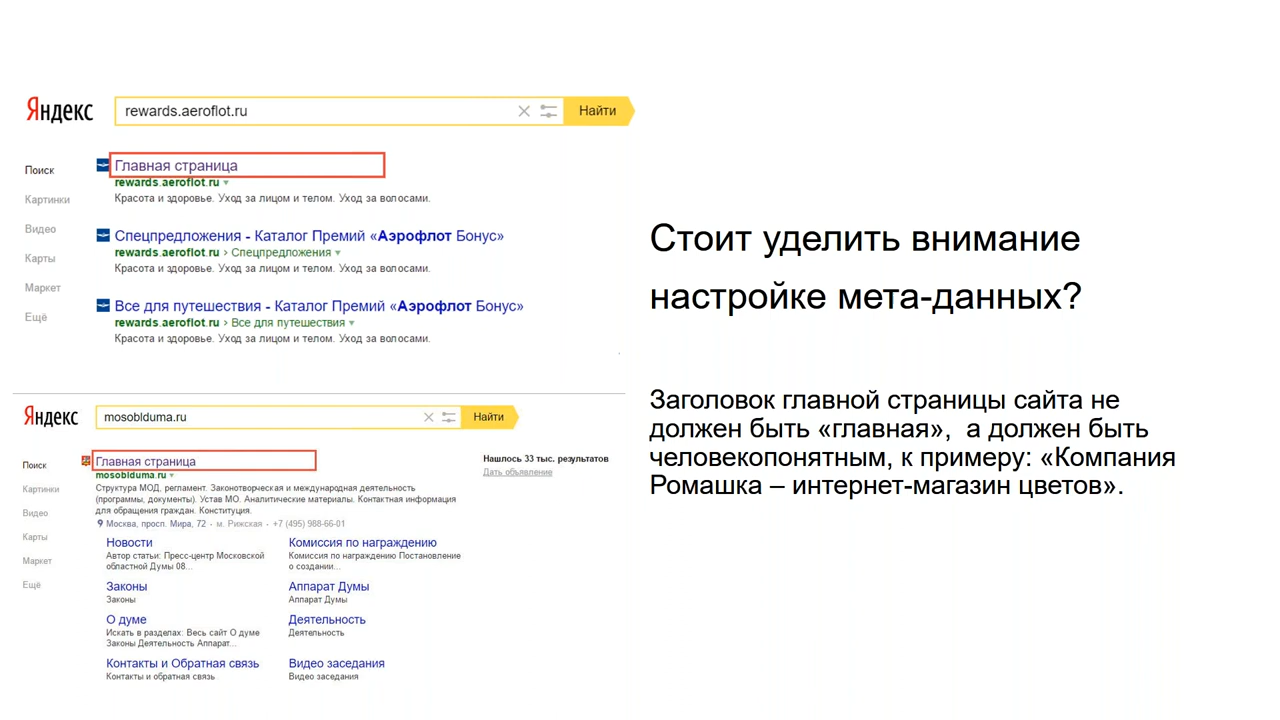 Яндекс
rewards.aeroflot.ru
Найти
Поиск
Картинки
Видео
Карты
Маркет
Ещё
Главная страница
rewards.aeroflot.ru
Красота и здоровье. Уход за лицом и телом. Уход за волосами.
Спецпредложения - Каталог Премий «Аэрофлот Бонус»
rewards.aeroflot.ru › Спецпредложения
Красота и здоровье. Уход за лицом и телом. Уход за волосами.
Все для путешествия - Каталог Премий «Аэрофлот Бонус»
rewards.aeroflot.ru › Все для путешествия
Красота и здоровье. Уход за лицом и телом. Уход за волосами.
Яндекс
mosoblduma.ru
Найти
Поиск
Картинки
Видео
Карты
Маркет
Ещё
Главная страница
mosoblduma.ru
Структура МОД, регламент. Законотворческая и международная деятельность
(программы, документы). Устав МО. Аналитические материалы. Контактная информация
для обращения граждан. Конституция.
Москва, просп. Мира, 72 - м. Рижская - +7 (495) 988-66-01
Новости
Автор статьи: Пресс-центр Московской
областной Думы 08...
Законы
Законы
О думе
Искать в разделах: Весь сайт О думе
Законы Деятельность Аппарат...
Контакты и Обратная связь
Контакты и обратная связь
Комиссия по награждению
Комиссия по награждению Постановление
о создании...
Аппарат Думы
Аппарат Думы
Деятельность
Деятельность
Видео заседания
Видео заседания
Нашлось 33 тыс. результатов
Дать объявление
Стоит уделить внимание
настройке мета-данных?
Заголовок главной страницы сайта не
должен быть «главная», а должен быть
человекопонятным, к примеру: «Компания
Ромашка – интернет-магазин цветов».